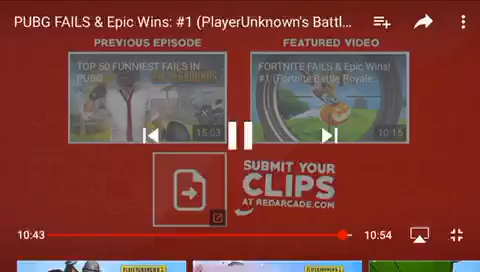 PUBG FAILS & Epic Wins: #1 (PlayerUnknown's Battl...
PREVIOUS EPISODE
FEATURED VIDEO
TOP 50 FUNNIEST FAILS IN
PUBG
15:03
FORTNITE FAILS & Epic Wins!
#1 (Fortnite Battle Royale...
10:15
SUBMIT YOUR
CLIPS
AT REDARCADE.COM
10:43
10:54